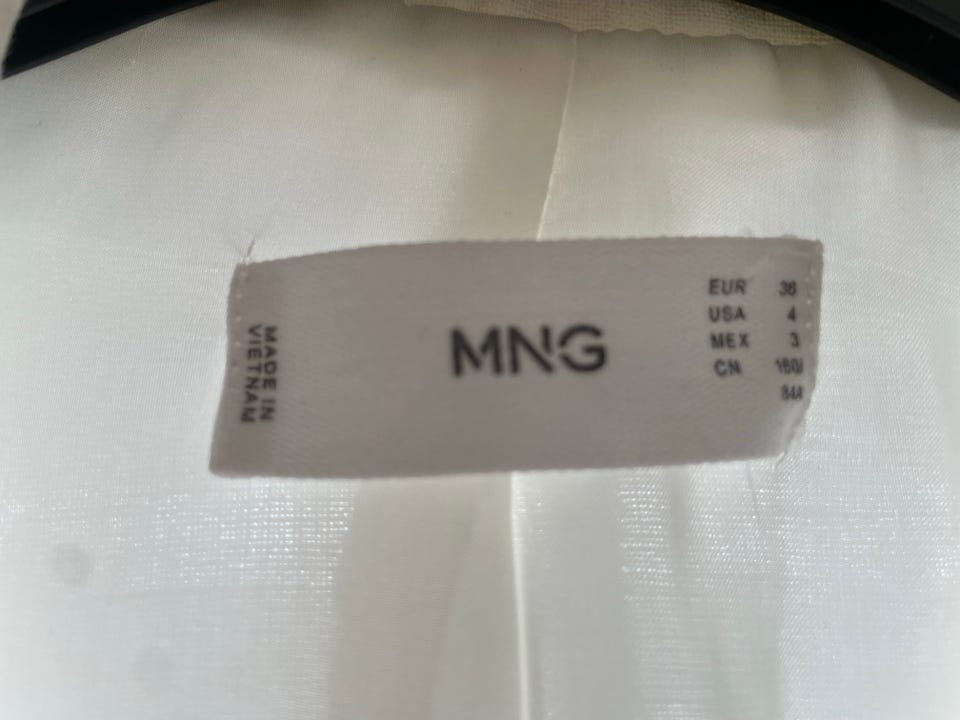 MADE IN
VIETNAM
MNG
EUR 36
USA 4
MEX 3
CN 160/
84A